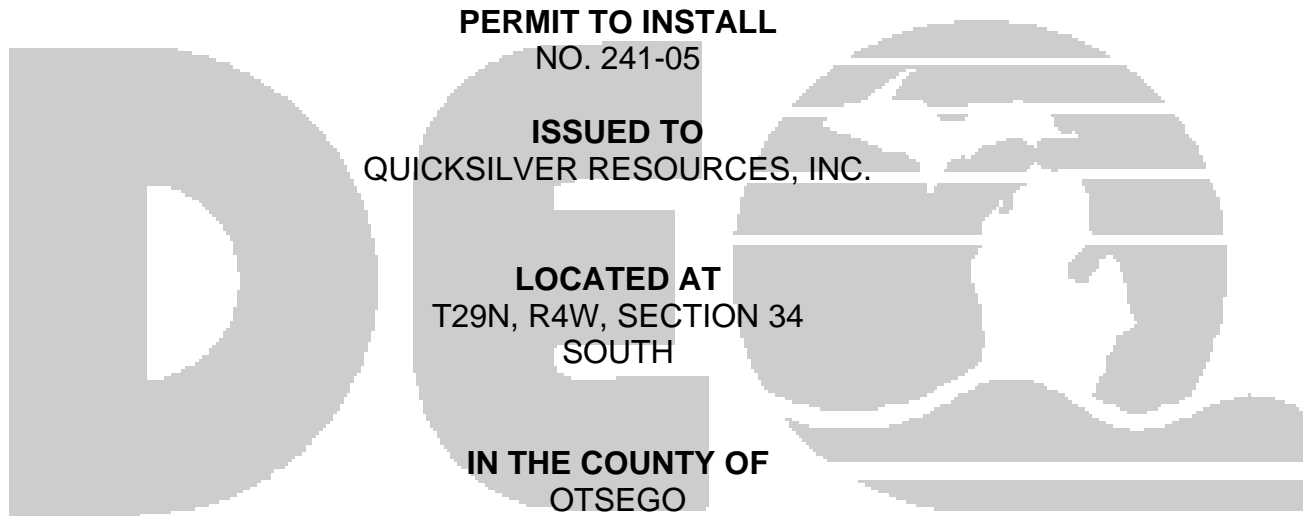 PERMIT TO INSTALL
NO. 241-05
ISSUED TO
QUICKSILVER RESOURCES, INC.
LOCATED AT
T29N, R4W, SECTION 34
SOUTH
IN THE COUNTY OF
OTSEGO
DEQ